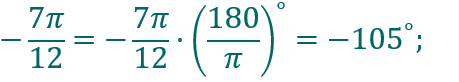 −7π/12 = −7π/12 · (180/π)° = −105°;